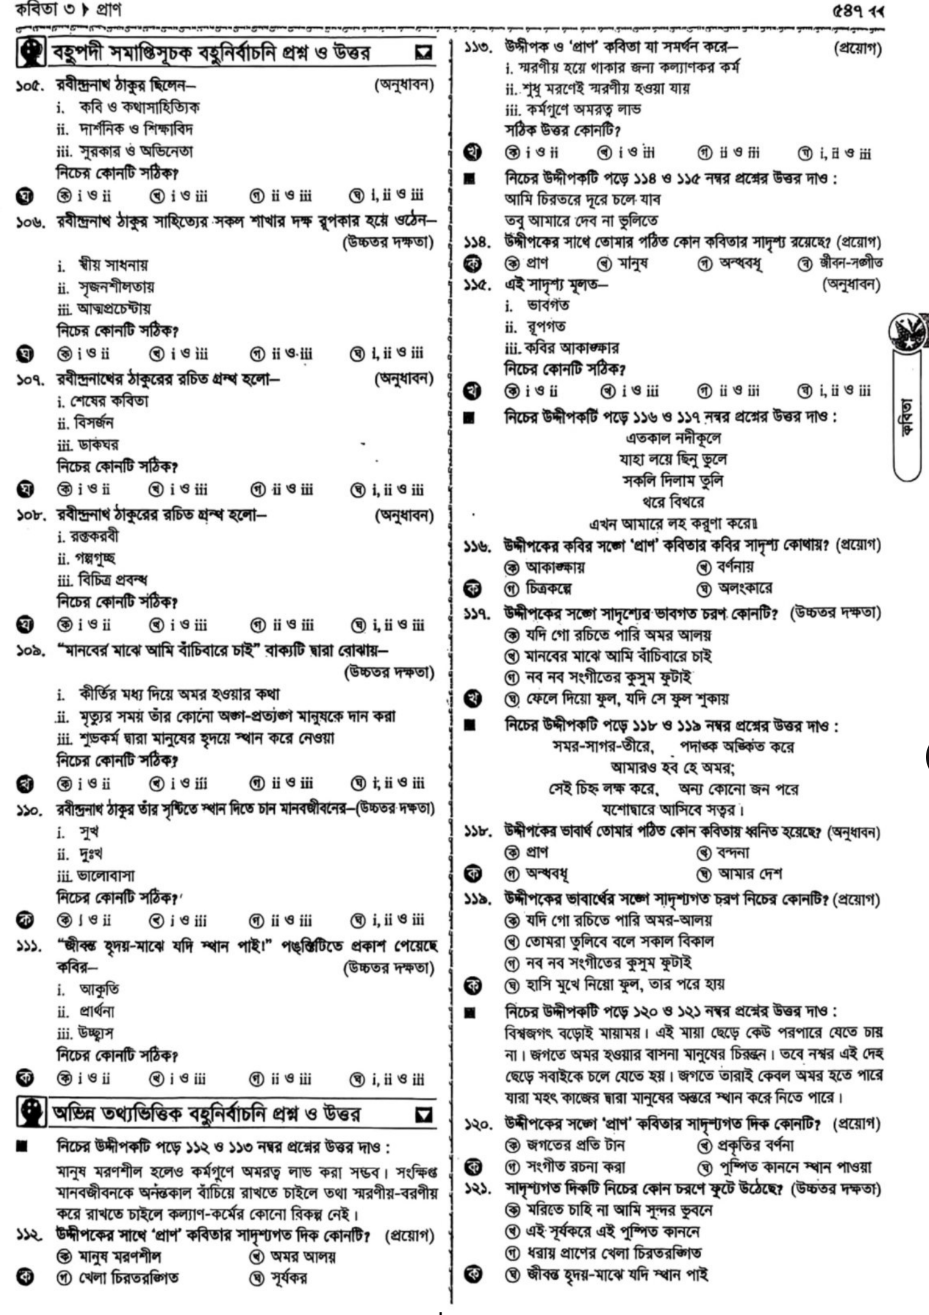 কবিতা ৩ ▶ প্রাণ
৫৪৭
বহুপদী সমাপ্তিসূচক বহুনির্বাচনি প্রশ্ন ও উত্তর
১০৫. রবীন্দ্রনাথ ঠাকুর ছিলেন— (অনুধাবন)
i. কবি ও কথাসাহিত্যিক
ii. দার্শনিক ও শিক্ষাবিদ
iii. সুরকার ও অভিনেতা
নিচের কোনটি সঠিক?
ঘ ক i ও ii খ i ও iii গ ii ও iii ঘ i, ii ও iii
১০৬. রবীন্দ্রনাথ ঠাকুর সাহিত্যের সকল শাখার দক্ষ রূপকার হয়ে ওঠেন—
(উচ্চতর দক্ষতা)
i. স্বীয় সাধনায়
ii. সৃজনশীলতায়
iii. আত্মপ্রচেষ্টায়
নিচের কোনটি সঠিক?
ঘ ক i ও ii খ i ও iii গ ii ও iii ঘ i, ii ও iii
১০৭. রবীন্দ্রনাথের ঠাকুরের রচিত গ্রন্থ হলো— (অনুধাবন)
i. শেষের কবিতা
ii. বিসর্জন
iii. ডাকঘর
নিচের কোনটি সঠিক?
ঘ ক i ও ii খ i ও iii গ ii ও iii ঘ i, ii ও iii
১০৮. রবীন্দ্রনাথ ঠাকুরের রচিত গ্রন্থ হলো— (অনুধাবন)
i. রক্তকরবী
ii. গল্পগুচ্ছ
iii. বিচিত্র প্রবন্ধ
নিচের কোনটি সঠিক?
ঘ ক i ও ii খ i ও iii গ ii ও iii ঘ i, ii ও iii
১০৯. “মানবের মাঝে আমি বাঁচিবারে চাই” বাক্যটি দ্বারা বোঝায়—
(উচ্চতর দক্ষতা)
i. কীর্তির মধ্য দিয়ে অমর হওয়ার কথা
ii. মৃত্যুর সময় তাঁর কোনো অঙ্গ-প্রত্যঙ্গ মানুষকে দান করা
iii. শুভকর্ম দ্বারা মানুষের হৃদয়ে স্থান করে নেওয়া
নিচের কোনটি সঠিক?
খ ক i ও ii খ i ও iii গ ii ও iii ঘ i, ii ও iii
১১০. রবীন্দ্রনাথ ঠাকুর তাঁর সৃষ্টিতে স্থান দিতে চান মানবজীবনের—(উচ্চতর দক্ষতা)
i. সুখ
ii. দুঃখ
iii. ভালোবাসা
নিচের কোনটি সঠিক?
ক ক i ও ii খ i ও iii গ ii ও iii ঘ i, ii ও iii
১১১. “জীবন্ত হৃদয়-মাঝে যদি স্থান পাই!” পঙ্‌ক্তিটিতে প্রকাশ পেয়েছে
কবির— (উচ্চতর দক্ষতা)
i. আকৃতি
ii. প্রার্থনা
iii. উচ্ছ্বাস
নিচের কোনটি সঠিক?
ক ক i ও ii খ i ও iii গ ii ও iii ঘ i, ii ও iii
অভিন্ন তথ্যভিত্তিক বহুনির্বাচনি প্রশ্ন ও উত্তর
■ নিচের উদ্দীপকটি পড়ে ১১২ ও ১১৩ নম্বর প্রশ্নের উত্তর দাও :
মানুষ মরণশীল হলেও কর্মগুণে অমরত্ব লাভ করা সম্ভব। সংক্ষিপ্ত
মানবজীবনকে অনন্তকাল বাঁচিয়ে রাখতে চাইলে তথা স্মরণীয়-বরণীয়
করে রাখতে চাইলে কল্যাণ-কর্মের কোনো বিকল্প নেই।
১১২. উদ্দীপকের সাথে ‘প্রাণ’ কবিতার সাদৃশ্যগত দিক কোনটি? (প্রয়োগ)
ক মানুষ মরণশীল খ অমর আলয়
ক গ খেলা চিরতরঙ্গিত ঘ সূর্যকর
১১৩. উদ্দীপক ও ‘প্রাণ’ কবিতা যা সমর্থন করে— (প্রয়োগ)
i. স্মরণীয় হয়ে থাকার জন্য কল্যাণকর কর্ম
ii. শুধু মরণেই স্মরণীয় হওয়া যায়
iii. কর্মগুণে অমরত্ব লাভ
সঠিক উত্তর কোনটি?
খ ক i ও ii খ i ও iii গ ii ও iii ঘ i, ii ও iii
■ নিচের উদ্দীপকটি পড়ে ১১৪ ও ১১৫ নম্বর প্রশ্নের উত্তর দাও :
আমি চিরতরে দূরে চলে যাব
তবু আমারে দেব না ভুলিতে
১১৪. উদ্দীপকের সাথে তোমার পঠিত কোন কবিতার সাদৃশ্য রয়েছে? (প্রয়োগ)
ক ক প্রাণ খ মানুষ গ অন্ধবধূ ঘ জীবন-সঙ্গীত
১১৫. এই সাদৃশ্য মূলত— (অনুধাবন)
i. ভাবগত
ii. রূপগত
iii. কবির আকাঙ্ক্ষার
নিচের কোনটি সঠিক?
খ ক i ও ii খ i ও iii গ ii ও iii ঘ i, ii ও iii
■ নিচের উদ্দীপকটি পড়ে ১১৬ ও ১১৭ নম্বর প্রশ্নের উত্তর দাও :
এতকাল নদীকূলে
যাহা লয়ে ছিনু ভুলে
সকলি দিলাম তুলি
থরে বিথরে
এখন আমারে লহ করুণা করে॥
১১৬. উদ্দীপকের কবির সঙ্গে ‘প্রাণ’ কবিতার কবির সাদৃশ্য কোথায়? (প্রয়োগ)
ক আকাঙ্ক্ষায় খ বর্ণনায়
ক গ চিত্রকল্পে ঘ অলংকারে
১১৭. উদ্দীপকের সঙ্গে সাদৃশ্যের ভাবগত চরণ কোনটি? (উচ্চতর দক্ষতা)
ক যদি গো রচিতে পারি অমর আলয়
খ মানবের মাঝে আমি বাঁচিবারে চাই
গ নব নব সংগীতের কুসুম ফুটাই
খ ঘ ফেলে দিয়ো ফুল, যদি সে ফুল শুকায়
■ নিচের উদ্দীপকটি পড়ে ১১৮ ও ১১৯ নম্বর প্রশ্নের উত্তর দাও :
সমর-সাগর-তীরে, পদাঙ্ক অঙ্কিত করে
আমারও হব হে অমর;
সেই চিহ্ন লক্ষ করে, অন্য কোনো জন পরে
যশোদ্বারে আসিবে সত্বর।
১১৮. উদ্দীপকের ভাবার্থ তোমার পঠিত কোন কবিতায় ধ্বনিত হয়েছে? (অনুধাবন)
ক প্রাণ খ বন্দনা
ক গ অন্ধবধূ ঘ আমার দেশ
১১৯. উদ্দীপকের ভাবার্থের সঙ্গে সাদৃশ্যগত চরণ নিচের কোনটি? (প্রয়োগ)
ক যদি গো রচিতে পারি অমর-আলয়
খ তোমরা তুলিবে বলে সকাল বিকাল
গ নব নব সংগীতের কুসুম ফুটাই
ক ঘ হাসি মুখে নিয়ো ফুল, তার পরে হায়
■ নিচের উদ্দীপকটি পড়ে ১২০ ও ১২১ নম্বর প্রশ্নের উত্তর দাও :
বিশ্বজগৎ বড়োই মায়াময়। এই মায়া ছেড়ে কেউ পরপারে যেতে চায়
না। জগতে অমর হওয়ার বাসনা মানুষের চিরন্তন। তবে নশ্বর এই দেহ
ছেড়ে সবাইকে চলে যেতে হয়। জগতে তারাই কেবল অমর হতে পারে
যারা মহৎ কাজের দ্বারা মানুষের অন্তরে স্থান করে নিতে পারে।
১২০. উদ্দীপকের সঙ্গে ‘প্রাণ’ কবিতার সাদৃশ্যগত দিক কোনটি? (প্রয়োগ)
ক জগতের প্রতি টান খ প্রকৃতির বর্ণনা
ক গ সংগীত রচনা করা ঘ পুষ্পিত কাননে স্থান পাওয়া
১২১. সাদৃশ্যগত দিকটি নিচের কোন চরণে ফুটে উঠেছে? (উচ্চতর দক্ষতা)
ক মরিতে চাহি না আমি সুন্দর ভুবনে
খ এই সূর্যকরে এই পুষ্পিত কাননে
গ ধরায় প্রাণের খেলা চিরতরঙ্গিত
ক ঘ জীবন্ত হৃদয়-মাঝে যদি স্থান পাই
কবিতা